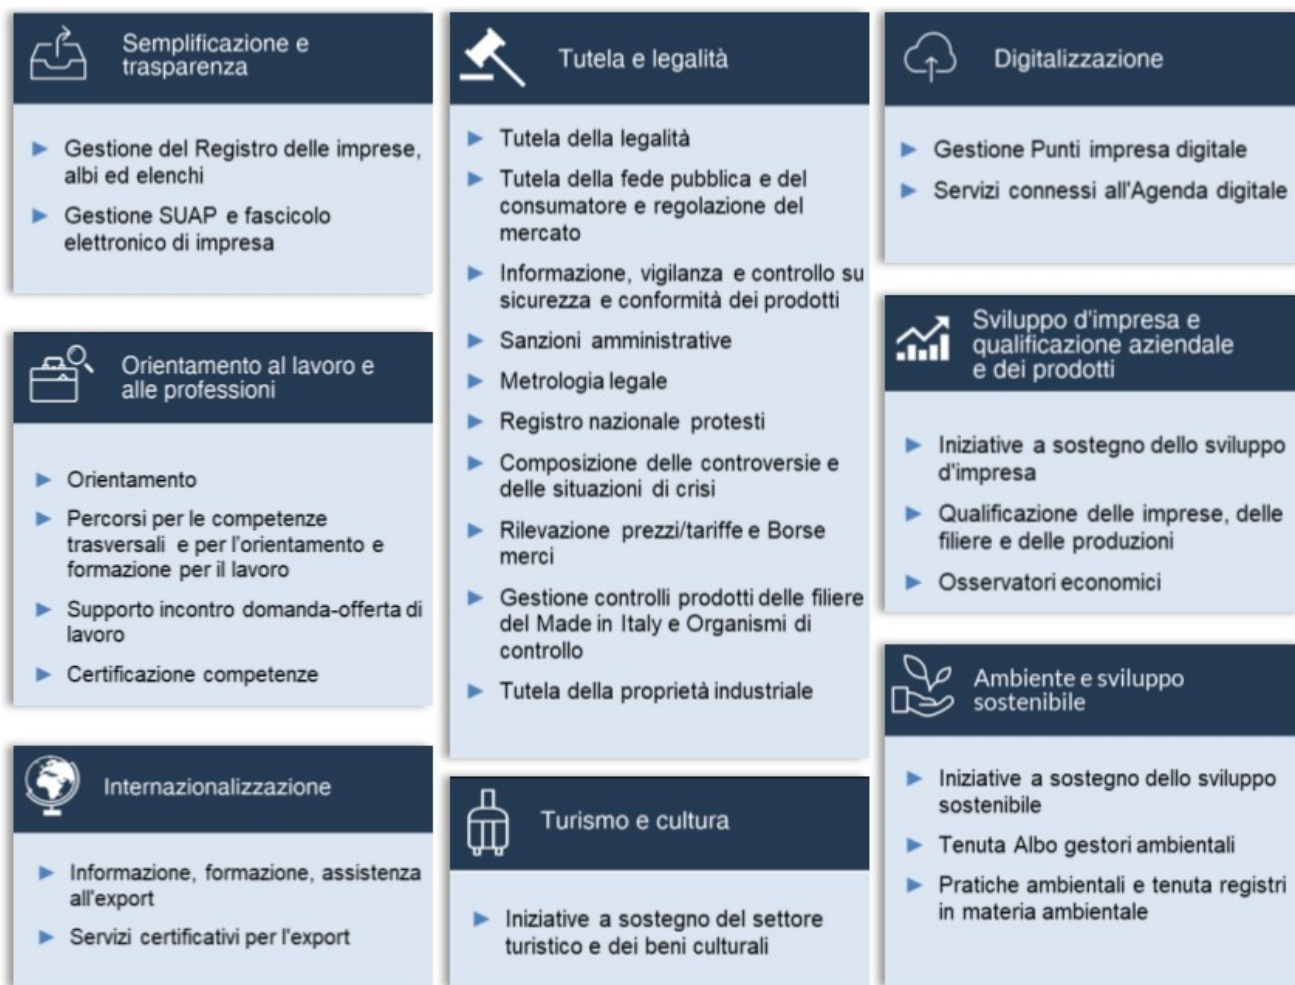 Semplificazione e
trasparenza
Gestione del Registro delle imprese,
albi ed elenchi
Gestione SUAP e fascicolo
elettronico di impresa
Orientamento al lavoro e
alle professioni
Orientamento
Percorsi per le competenze
trasversali e per l'orientamento e
formazione per il lavoro
Supporto incontro domanda-offerta di
lavoro
Certificazione competenze
Internazionalizzazione
Informazione, formazione, assistenza
all'export
Servizi certificativi per l'export
Tutela e legalità
Tutela della legalità
Tutela della fede pubblica e del
consumatore e regolazione del
mercato
Informazione, vigilanza e controllo su
sicurezza e conformità dei prodotti
Sanzioni amministrative
Metrologia legale
Registro nazionale protesti
Composizione delle controversie e
delle situazioni di crisi
Rilevazione prezzi/tariffe e Borse
merci
Gestione controlli prodotti delle filiere
del Made in Italy e Organismi di
controllo
Tutela della proprietà industriale
Turismo e cultura
Iniziative a sostegno del settore
turistico e dei beni culturali
Digitalizzazione
Gestione Punti impresa digitale
Servizi connessi all'Agenda digitale
Sviluppo d'impresa e
qualificazione aziendale
e dei prodotti
Iniziative a sostegno dello sviluppo
d'impresa
Qualificazione delle imprese, delle
filiere e delle produzioni
Osservatori economici
Ambiente e sviluppo
sostenibile
Iniziative a sostegno dello sviluppo
sostenibile
Tenuta Albo gestori ambientali
Pratiche ambientali e tenuta registri
in materia ambientale